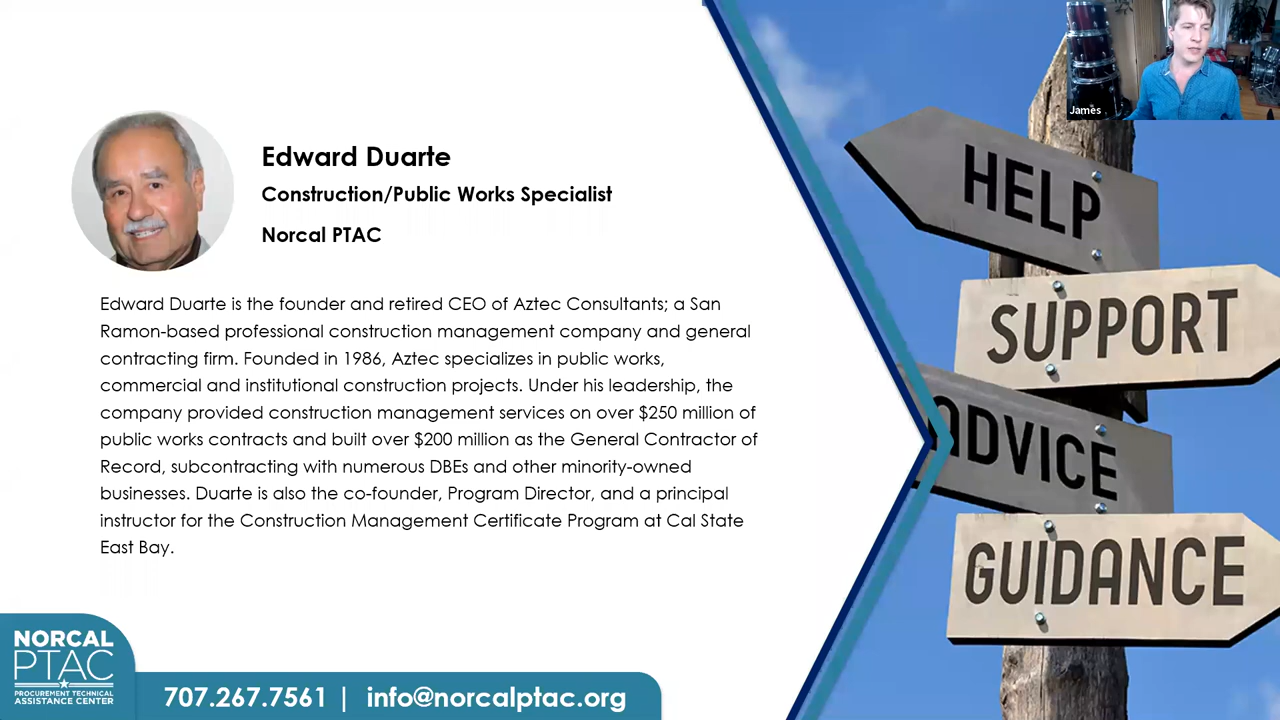 Edward Duarte
Construction/Public Works Specialist
Norcal PTAC
Edward Duarte is the founder and retired CEO of Aztec Consultants; a San
Ramon-based professional construction management company and general
contracting firm. Founded in 1986, Aztec specializes in public works,
commercial and institutional construction projects. Under his leadership, the
company provided construction management services on over $250 million of
public works contracts and built over $200 million as the General Contractor of
Record, subcontracting with numerous DBEs and other minority-owned
businesses. Duarte is also the co-founder, Program Director, and a principal
instructor for the Construction Management Certificate Program at Cal State
East Bay.
James
HELP
SUPPORT
ADVICE
GUIDANCE
NORCAL
PTAC
PROCUREMENT TECHNICAL
ASSISTANCE CENTER
707.267.7561 | info@norcalptac.org